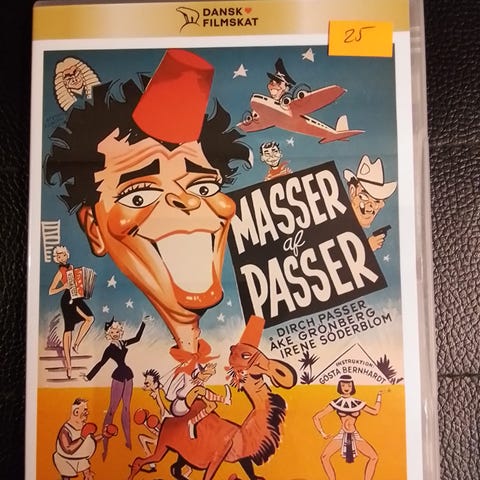 DANSK
FILMSKAT
25
MASSER
af
PASSER
DIRCH PASSER
ÅKE GRÖNBERG
IRENE SÖDERBLOM
INSTRUKTION
GÖSTA BERNHARDT